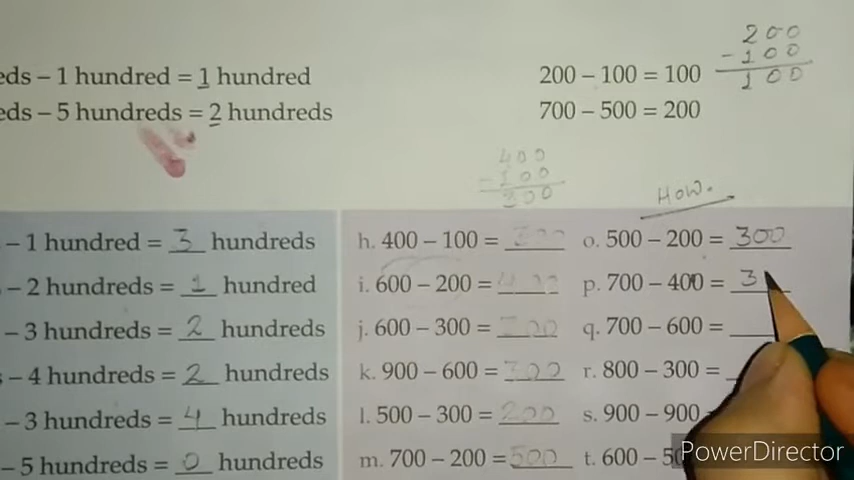 eds – 1 hundred = 1 hundred
eds – 5 hundreds = 2 hundreds
200 – 100 = 100
700 – 500 = 200
200
– 100
100
400
– 100
300
How.
– 1 hundred = 3 hundreds
– 2 hundreds = 1 hundred
– 3 hundreds = 2 hundreds
– 4 hundreds = 2 hundreds
– 3 hundreds = 4 hundreds
– 5 hundreds = 0 hundreds
h. 400 – 100 = 300
i. 600 – 200 = 400
j. 600 – 300 = 300
k. 900 – 600 = 300
l. 500 – 300 = 200
m. 700 – 200 = 500
o. 500 – 200 = 300
p. 700 – 400 = 3
q. 700 – 600 = __
r. 800 – 300 = _
s. 900 – 900
t. 600 – 50
PowerDirector